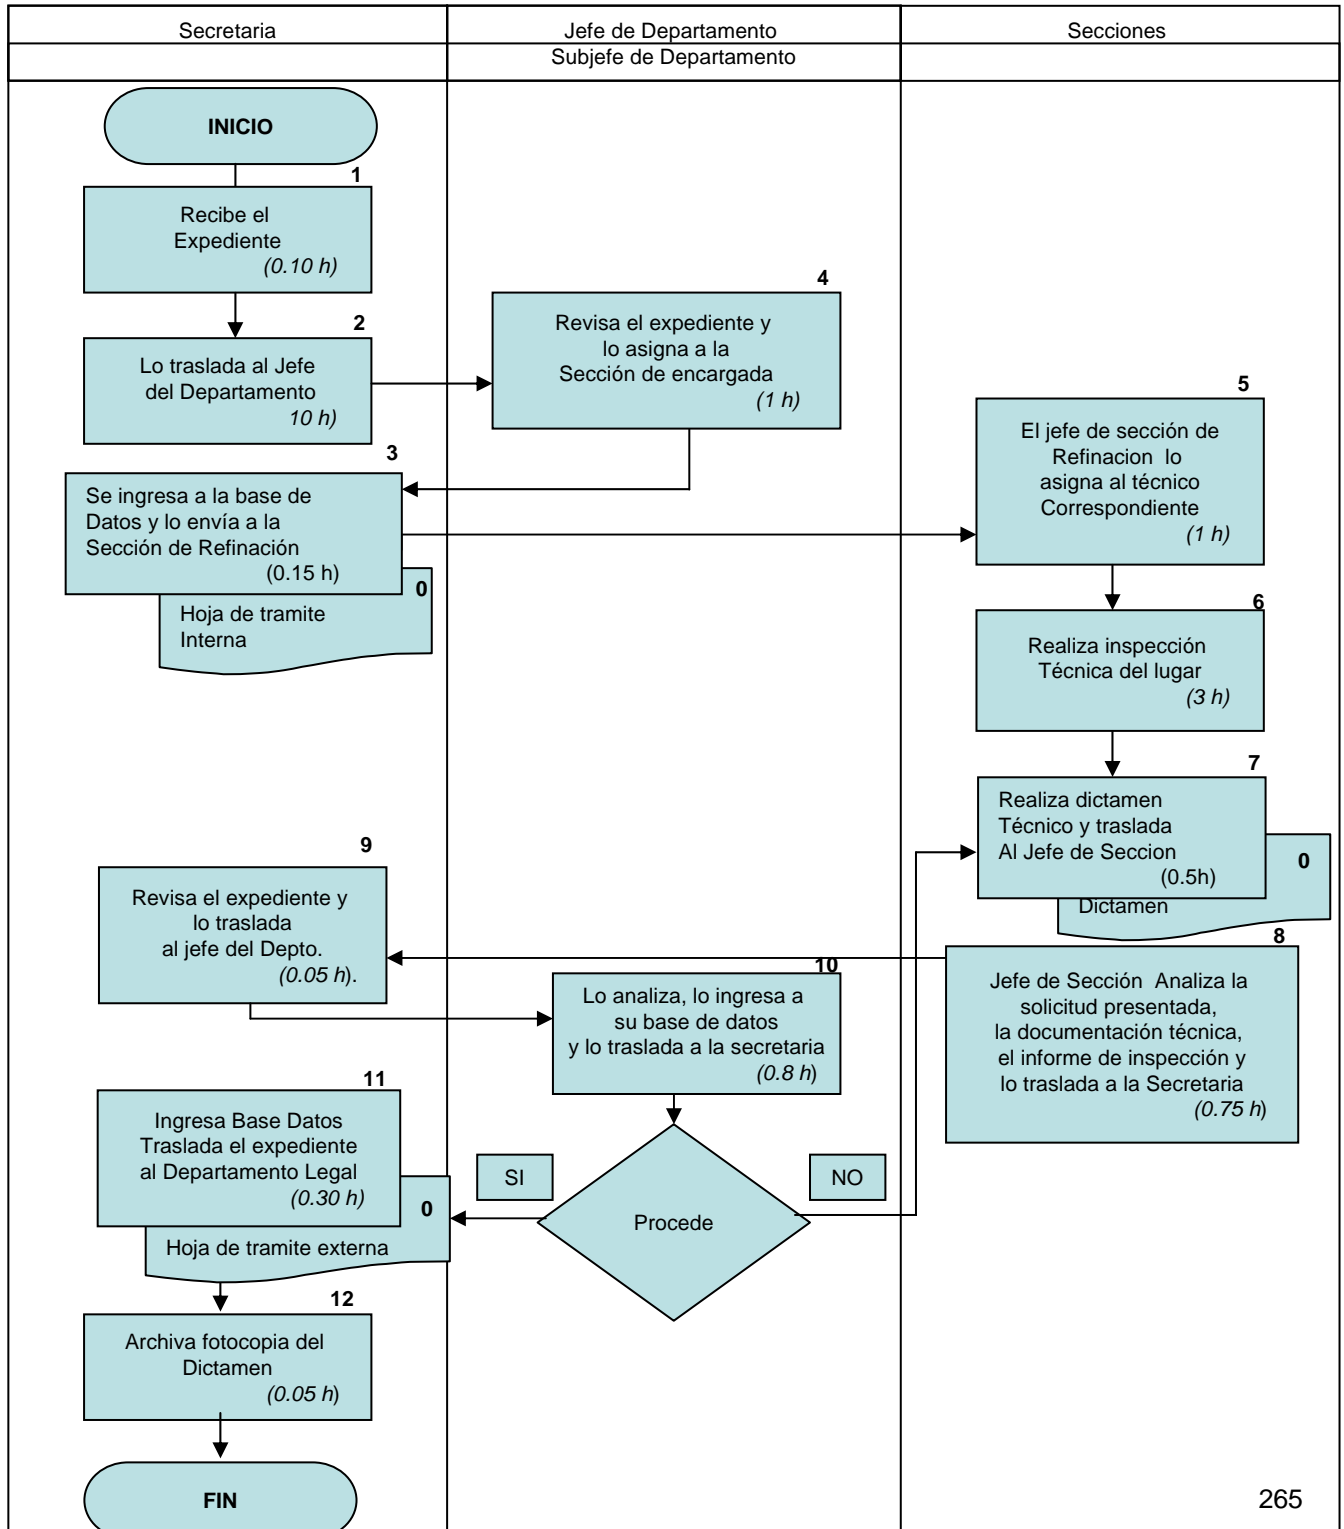 Secretaria
Jefe de Departamento
Subjefe de Departamento
Secciones
INICIO
1
Recibe el
Expediente
(0.10 h)
2
Lo traslada al Jefe
del Departamento
10 h)
3
Se ingresa a la base de
Datos y lo envía a la
Sección de Refinación
(0.15 h)
0
Hoja de tramite
Interna
4
Revisa el expediente y
lo asigna a la
Sección de encargada
(1 h)
5
El jefe de sección de
Refinacion lo
asigna al técnico
Correspondiente
(1 h)
6
Realiza inspección
Técnica del lugar
(3 h)
7
Realiza dictamen
Técnico y traslada
Al Jefe de Seccion
(0.5h)
0
Dictamen
8
Jefe de Sección Analiza la
solicitud presentada,
la documentación técnica,
el informe de inspección y
lo traslada a la Secretaria
(0.75 h)
9
Revisa el expediente y
lo traslada
al jefe del Depto.
(0.05 h).
10
Lo analiza, lo ingresa a
su base de datos
y lo traslada a la secretaria
(0.8 h)
Procede
SI
NO
11
Ingresa Base Datos
Traslada el expediente
al Departamento Legal
(0.30 h)
0
Hoja de tramite externa
12
Archiva fotocopia del
Dictamen
(0.05 h)
FIN
265